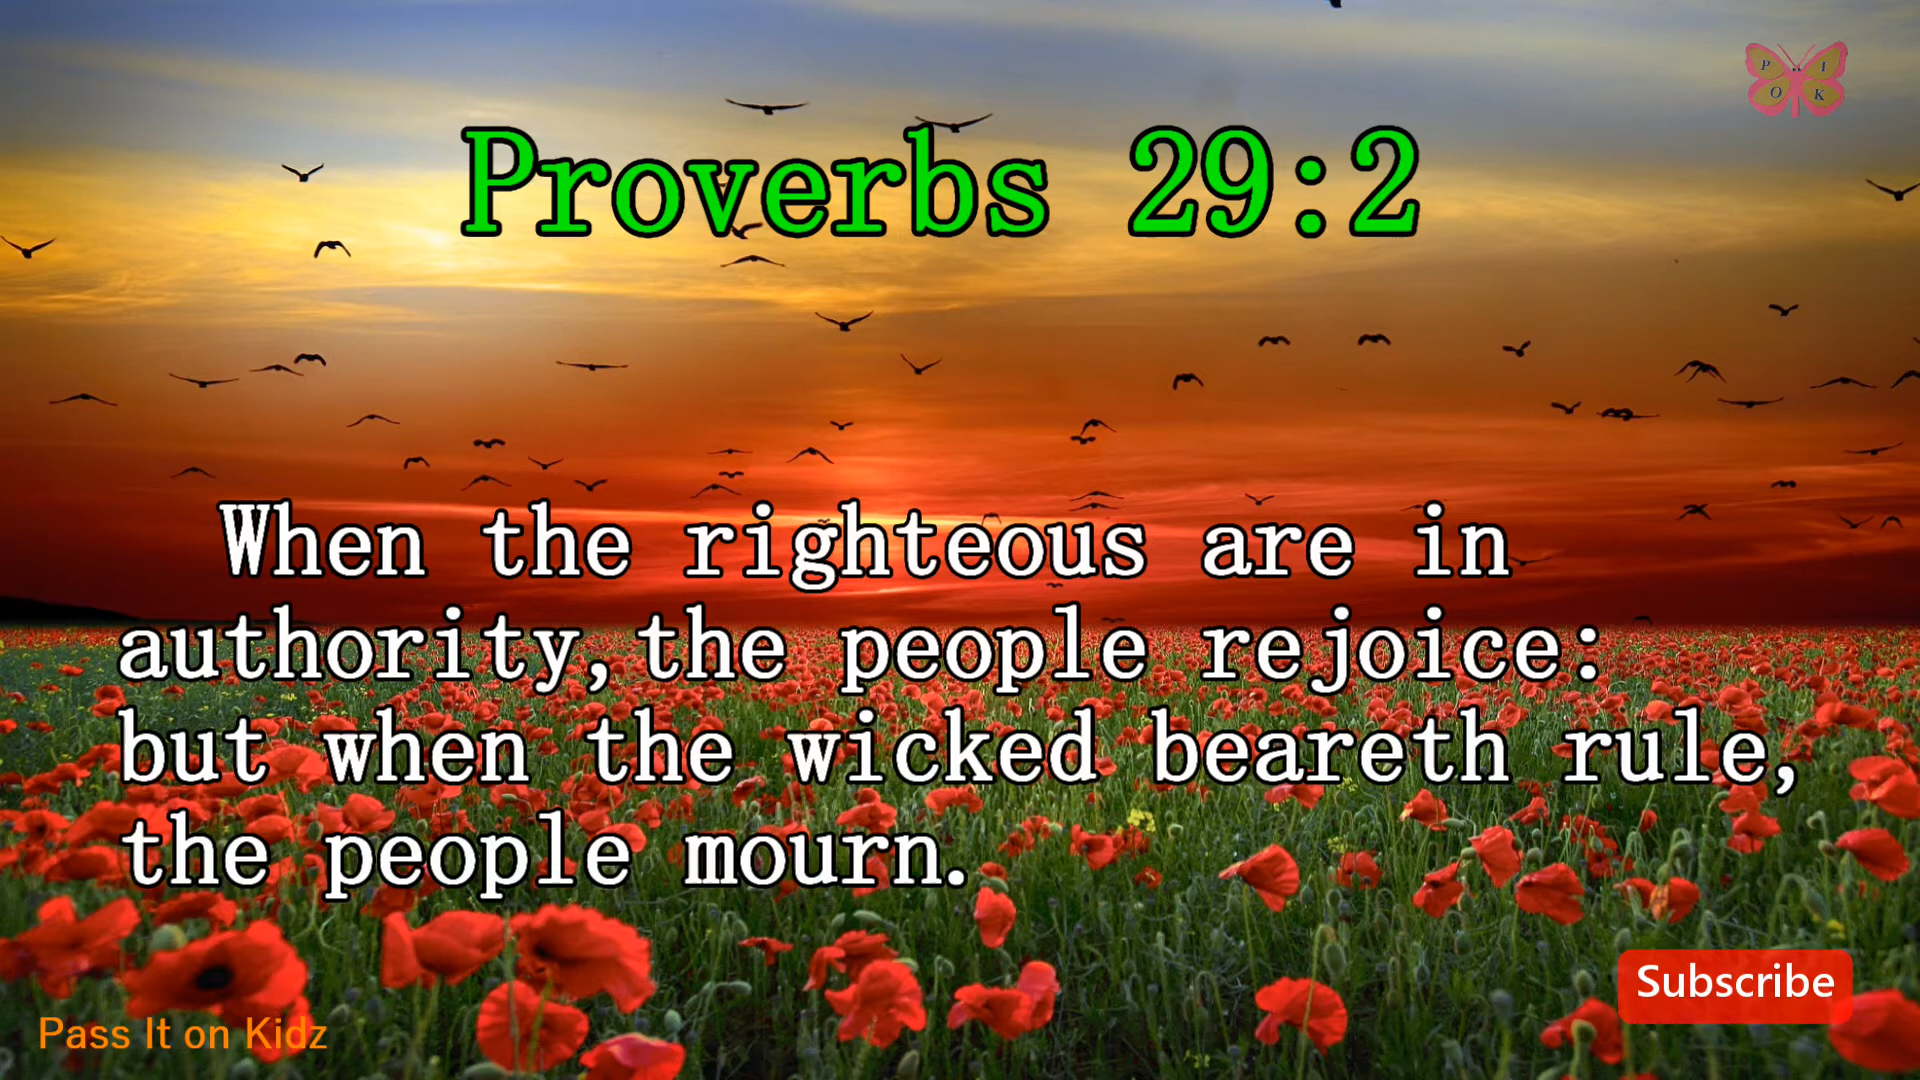 P I
O K
Proverbs 29:2
When the righteous are in
authority,the people rejoice:
but when the wicked beareth rule,
the people mourn.
Subscribe
Pass It on Kidz